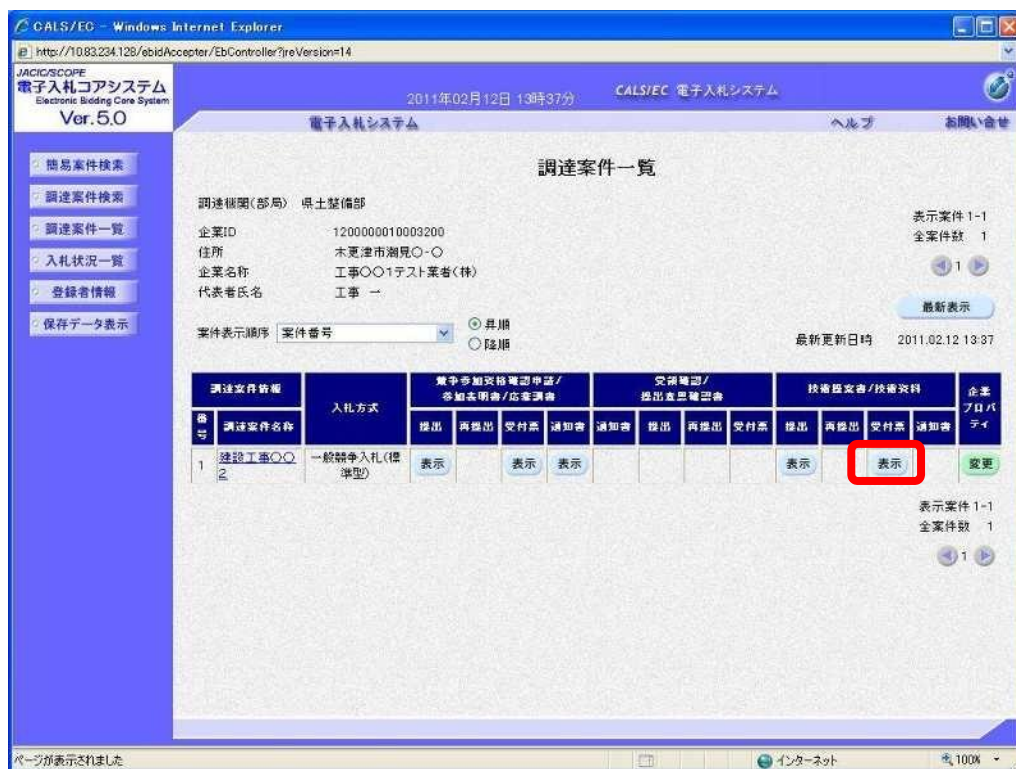 CALS/EC - Windows Internet Explorer
http://10.83.234.128/ebidAccepter/EbController?jreVersion=14
JACIC/SCOPE
電子入札コアシステム
Electronic Bidding Core System
Ver.5.0
2011年02月12日 13時37分
CALS/EC 電子入札システム
電子入札システム
ヘルプ
お問い合せ
簡易案件検索
調達案件検索
調達案件一覧
入札状況一覧
登録者情報
保存データ表示
調達案件一覧
調達機関(部局) 県土整備部
企業ID 1200000010003200
住所 木更津市潮見○-○
企業名称 工事○○1テスト業者(株)
代表者氏名 工事 一
表示案件 1-1
全案件数 1
1
最新表示
案件表示順序 案件番号
昇順
降順
最新更新日時 2011.02.12 13:37
調達案件情報 入札方式 競争参加資格確認申請/参加表明書/応募調書 受領確認/提出意思確認書 技術提案書/技術資料 企業プロパティ
番号 調達案件名称 提出 再提出 受付票 通知書 通知書 提出 再提出 受付票 提出 再提出 受付票 通知書
1 建設工事○○2 一般競争入札(標準型) 表示 表示 表示 表示 表示 変更
表示案件 1-1
全案件数 1
1
ページが表示されました
インターネット
100%